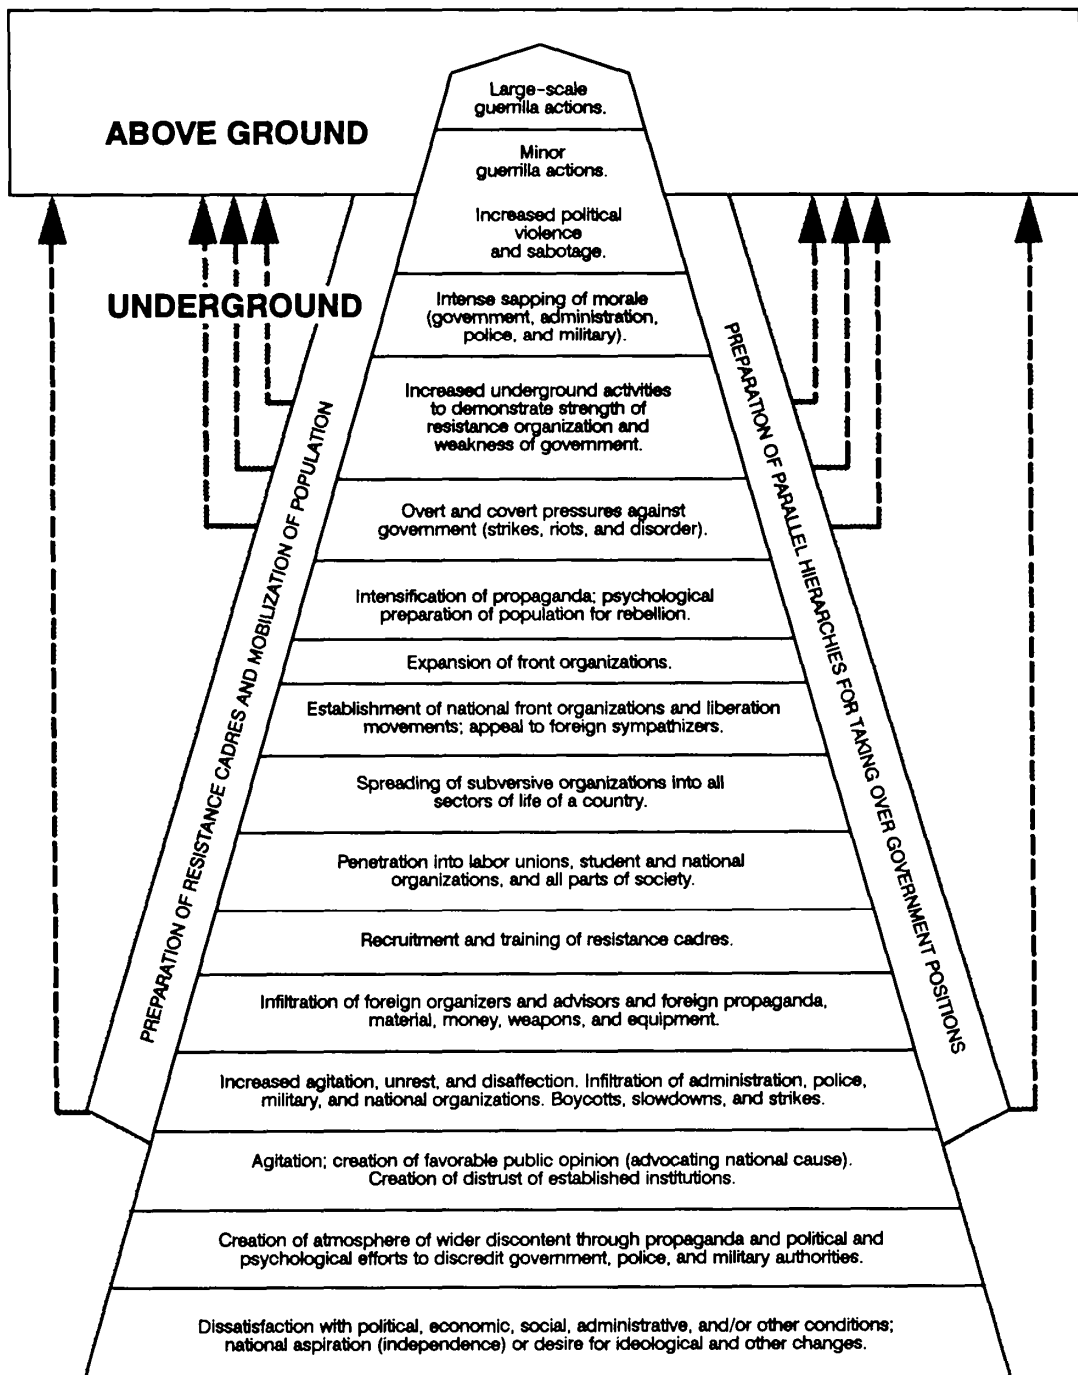 Large-scale
guerrilla actions.
ABOVE GROUND
Minor
guerrilla actions.
Increased political
violence
and sabotage.
UNDERGROUND
Intense sapping of morale
(government, administration,
police, and military).
Increased underground activities
to demonstrate strength of
resistance organization and
weakness of government.
Overt and covert pressures against
government (strikes, riots, and disorder).
Intensification of propaganda; psychological
preparation of population for rebellion.
Expansion of front organizations.
Establishment of national front organizations and liberation
movements; appeal to foreign sympathizers.
Spreading of subversive organizations into all
sectors of life of a country.
Penetration into labor unions, student and national
organizations, and all parts of society.
Recruitment and training of resistance cadres.
Infiltration of foreign organizers and advisors and foreign propaganda,
material, money, weapons, and equipment.
Increased agitation, unrest, and disaffection. Infiltration of administration, police,
military, and national organizations. Boycotts, slowdowns, and strikes.
Agitation; creation of favorable public opinion (advocating national cause).
Creation of distrust of established institutions.
Creation of atmosphere of wider discontent through propaganda and political and
psychological efforts to discredit government, police, and military authorities.
Dissatisfaction with political, economic, social, administrative, and/or other conditions;
national aspiration (independence) or desire for ideological and other changes.
PREPARATION OF RESISTANCE CADRES AND MOBILIZATION OF POPULATION
PREPARATION OF PARALLEL HIERARCHIES FOR TAKING OVER GOVERNMENT POSITIONS